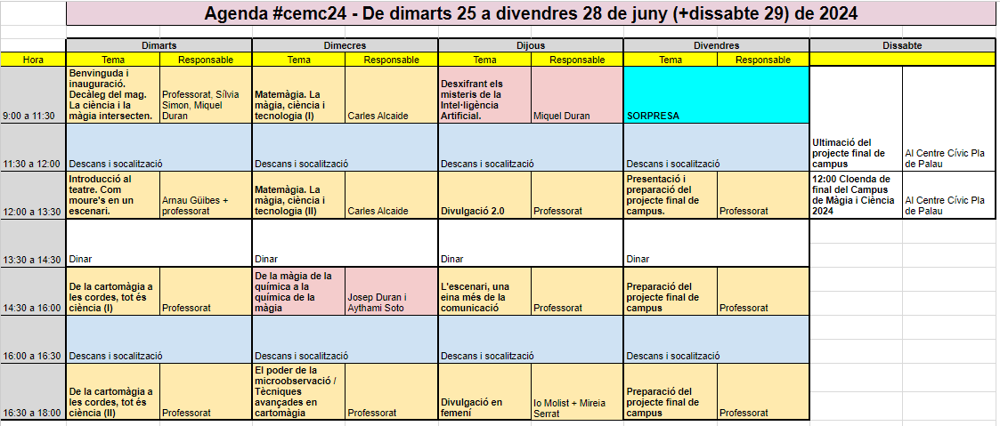 Agenda #cemc24 - De dimarts 25 a divendres 28 de juny (+dissabte 29) de 2024
Dimarts
Dimecres
Dijous
Divendres
Dissabte
Hora
Tema
Responsable
Tema
Responsable
Tema
Responsable
Tema
Responsable
9:00 a 11:30
Benvinguda i
inauguració.
Decàleg del mag.
La ciència i la
màgia intersecten.
Professorat, Sílvia
Simon, Miquel
Duran
Matemàgia. La
màgia, ciència i
tecnologia (I)
Carles Alcaide
Desxifrant els
misteris de la
Intel·ligència
Artificial.
Miquel Duran
SORPRESA
Ultimació del
projecte final de
campus
Al Centre Cívic Pla
de Palau
11:30 a 12:00
Descans i socalització
Descans i socalització
Descans i socalització
Descans i socalització
12:00 a 13:30
Introducció al
teatre. Com
moure's en un
escenari.
Arnau Güibes +
professorat
Matemàgia. La
màgia, ciència i
tecnologia (II)
Carles Alcaide
Divulgació 2.0
Professorat
Presentació i
preparació del
projecte final de
campus.
Professorat
12:00 Cloenda de
final del Campus
de Màgia i Ciència
2024
Al Centre Cívic Pla
de Palau
13:30 a 14:30
Dinar
Dinar
Dinar
Dinar
14:30 a 16:00
De la cartomàgia a
les cordes, tot és
ciència (I)
Professorat
De la màgia de la
química a la
química de la
màgia
Josep Duran i
Aythami Soto
L'escenari, una
eina més de la
comunicació
Professorat
Preparació del
projecte final de
campus
Professorat
16:00 a 16:30
Descans i socalització
Descans i socalització
Descans i socalització
Descans i socalització
16:30 a 18:00
De la cartomàgia a
les cordes, tot és
ciència (II)
Professorat
El poder de la
microobservació /
Tècniques
avançades en
cartomàgia
Professorat
Divulgació en
femení
Io Molist + Mireia
Serrat
Preparació del
projecte final de
campus
Professorat